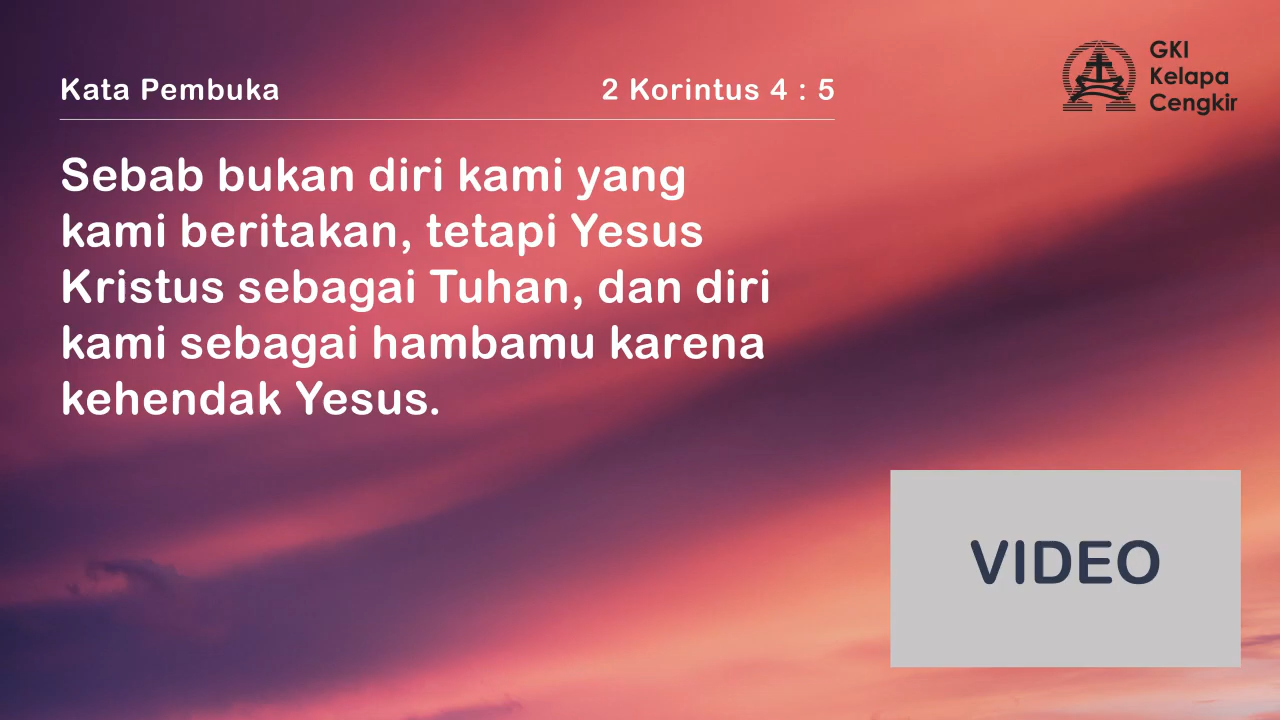 Kata Pembuka
2 Korintus 4 : 5
GKI
Kelapa
Cengkir
Sebab bukan diri kami yang
kami beritakan, tetapi Yesus
Kristus sebagai Tuhan, dan diri
kami sebagai hambamu karena
kehendak Yesus.
VIDEO